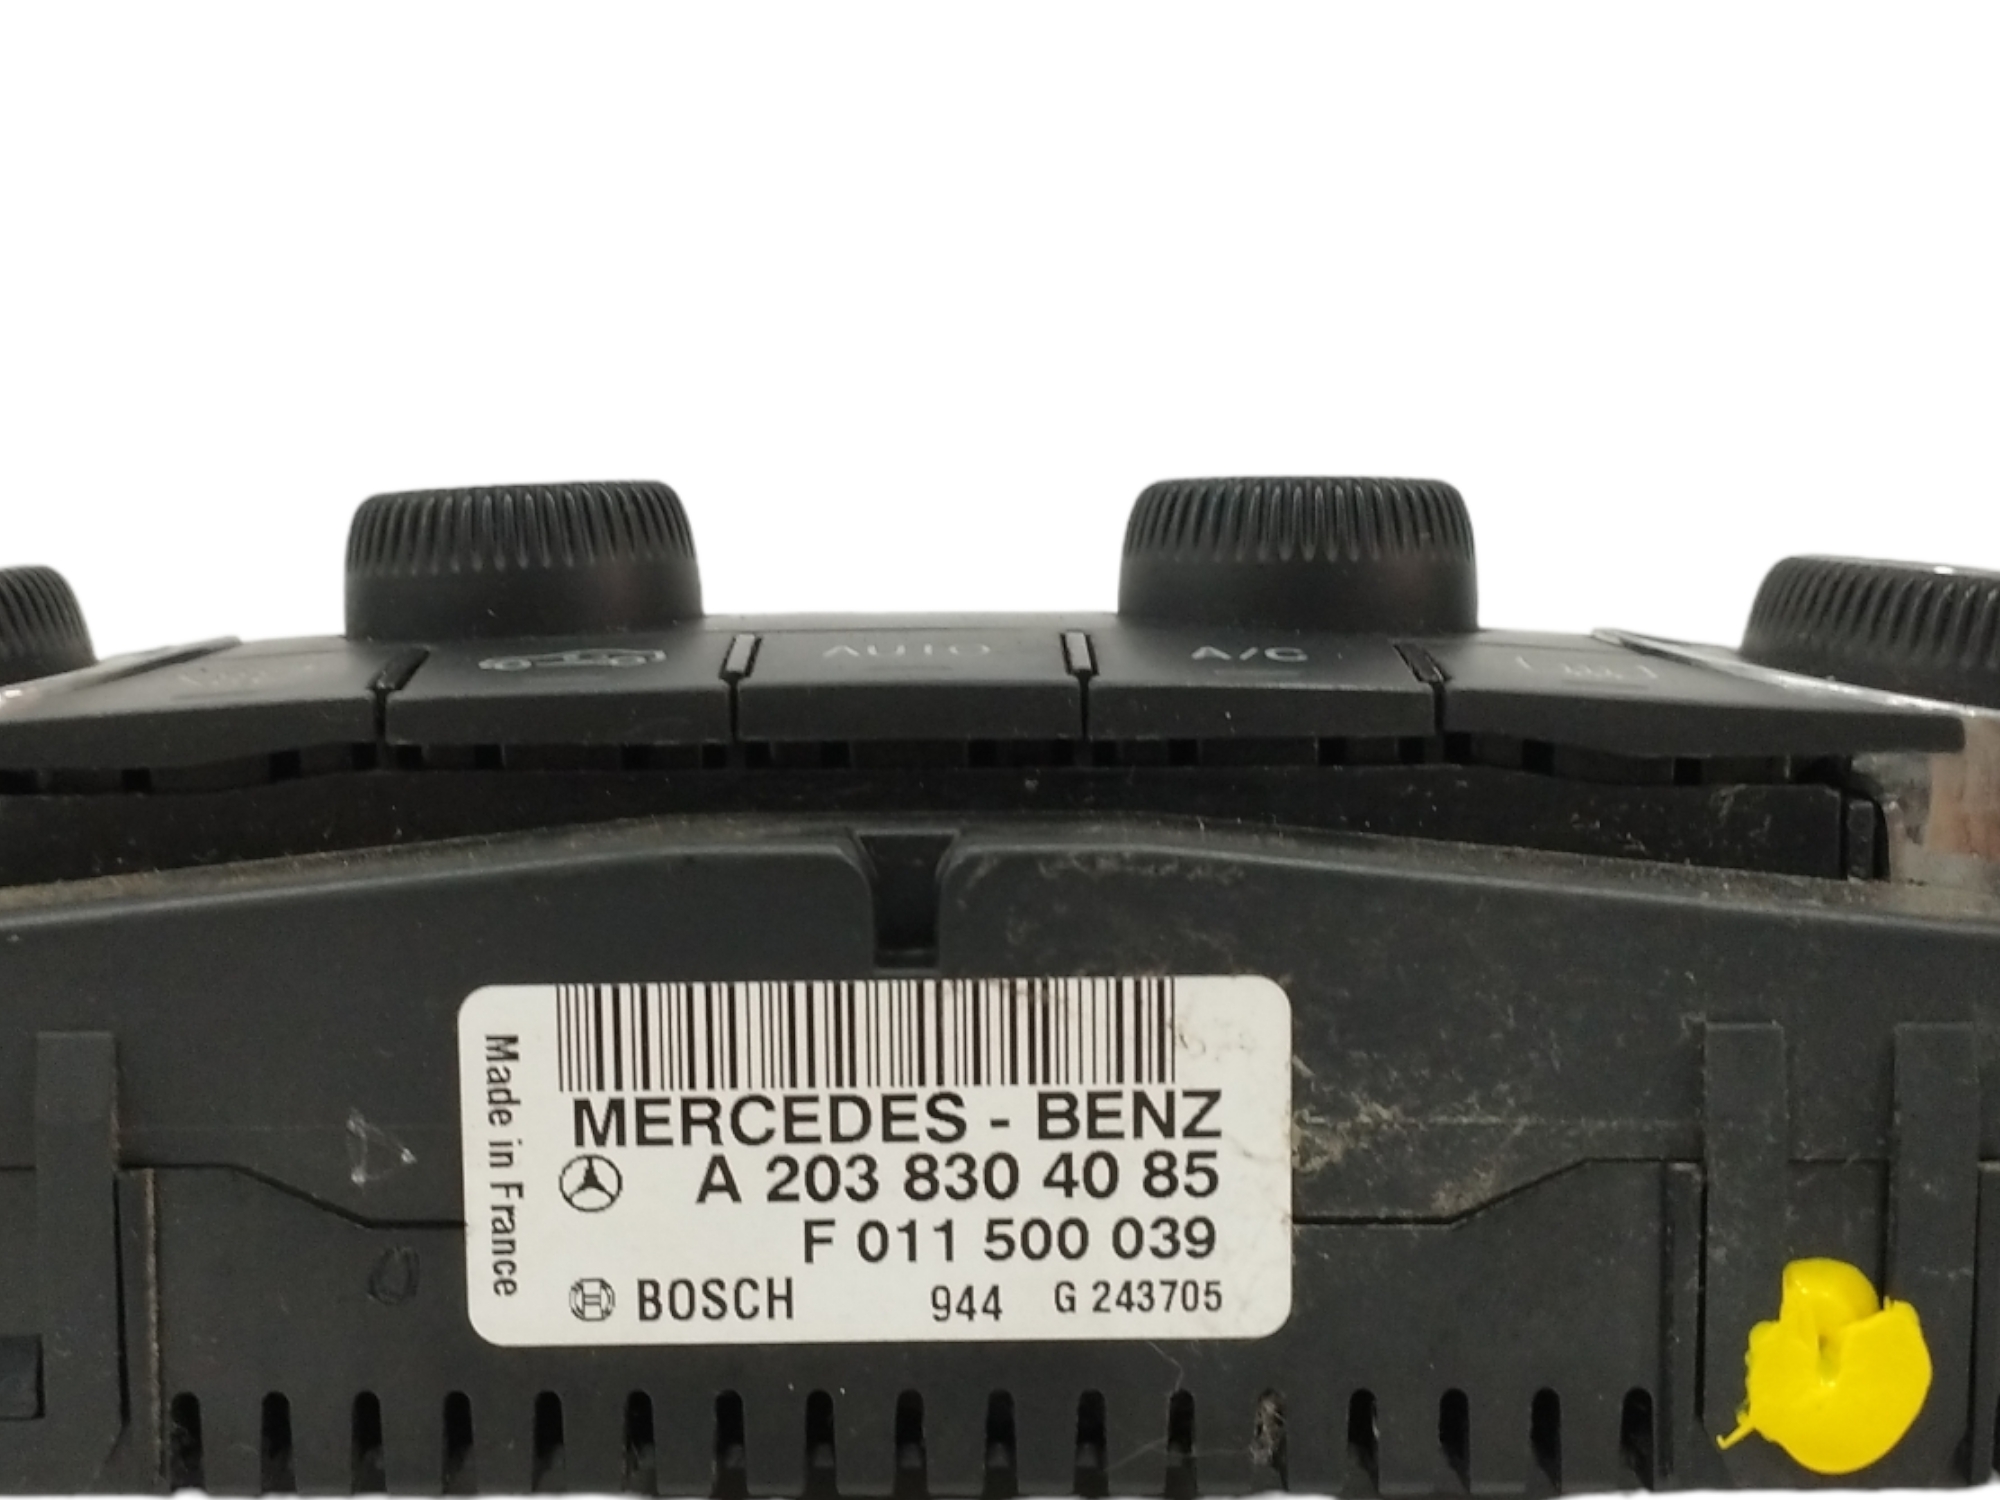 AUTO
A/C
Made in France
MERCEDES - BENZ
A 203 830 40 85
F 011 500 039
BOSCH 944 G 243705